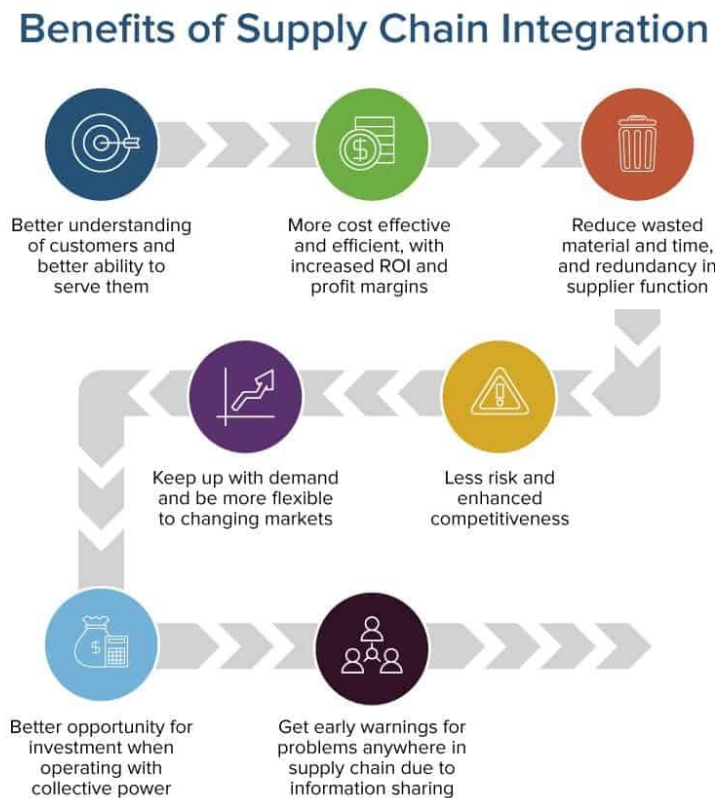 Benefits of Supply Chain Integration
Better understanding
of customers and
better ability to
serve them
More cost effective
and efficient, with
increased ROI and
profit margins
Reduce wasted
material and time,
and redundancy in
supplier function
Less risk and
enhanced
competitiveness
Keep up with demand
and be more flexible
to changing markets
Better opportunity for
investment when
operating with
collective power
Get early warnings for
problems anywhere in
supply chain due to
information sharing